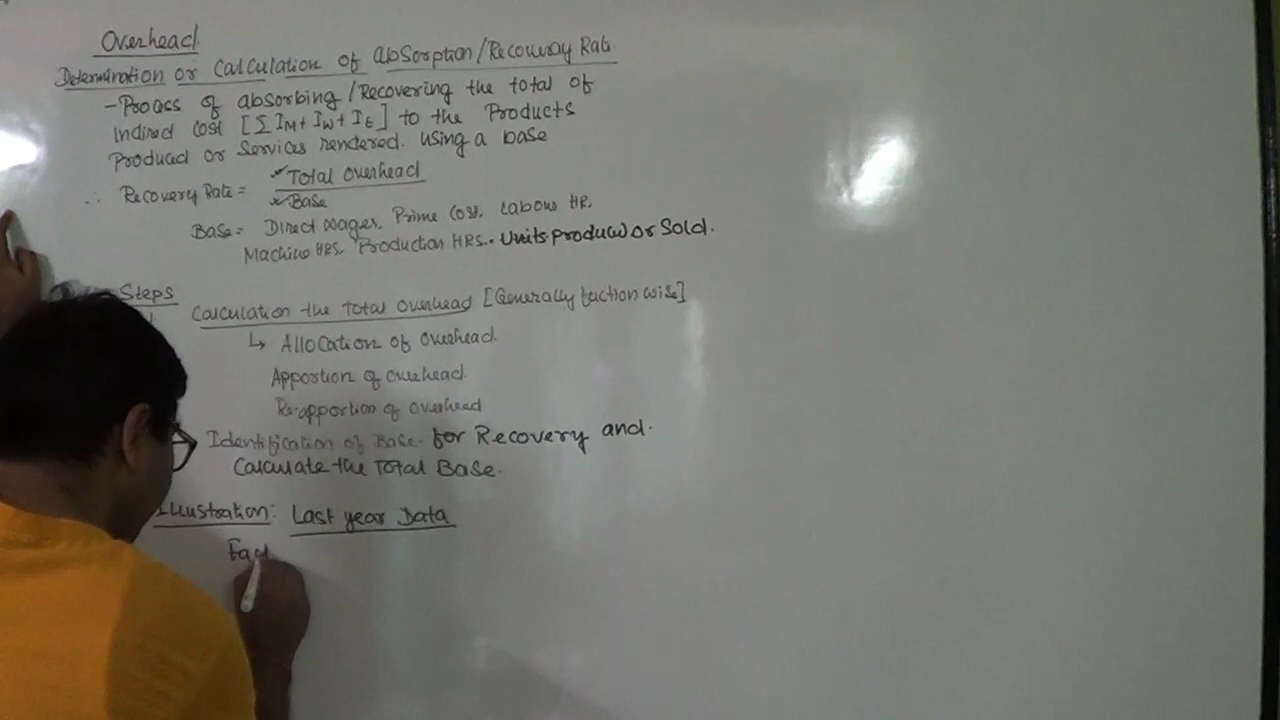 Overhead.
Determination or Calculation of Absorption/Recovery Rate
- Process of absorbing/Recovering the total of
Indirect Cost [∑ IM + IW + IE] to the Products
Produced or Services rendered. using a base
∴ Recovery Rate = Total overhead
Base
Base = Direct wages, Prime Cost, Labour HR,
Machine HRS, Production HRS.. Units produced or Sold.
Steps
Calculation the Total overhead [Generally function wise]
↳ Allocation of overhead.
Apportion of overhead.
Re-apportion of overhead
Identification of Base for Recovery and.
Calculate the Total Base.
Illustration: Last year Data